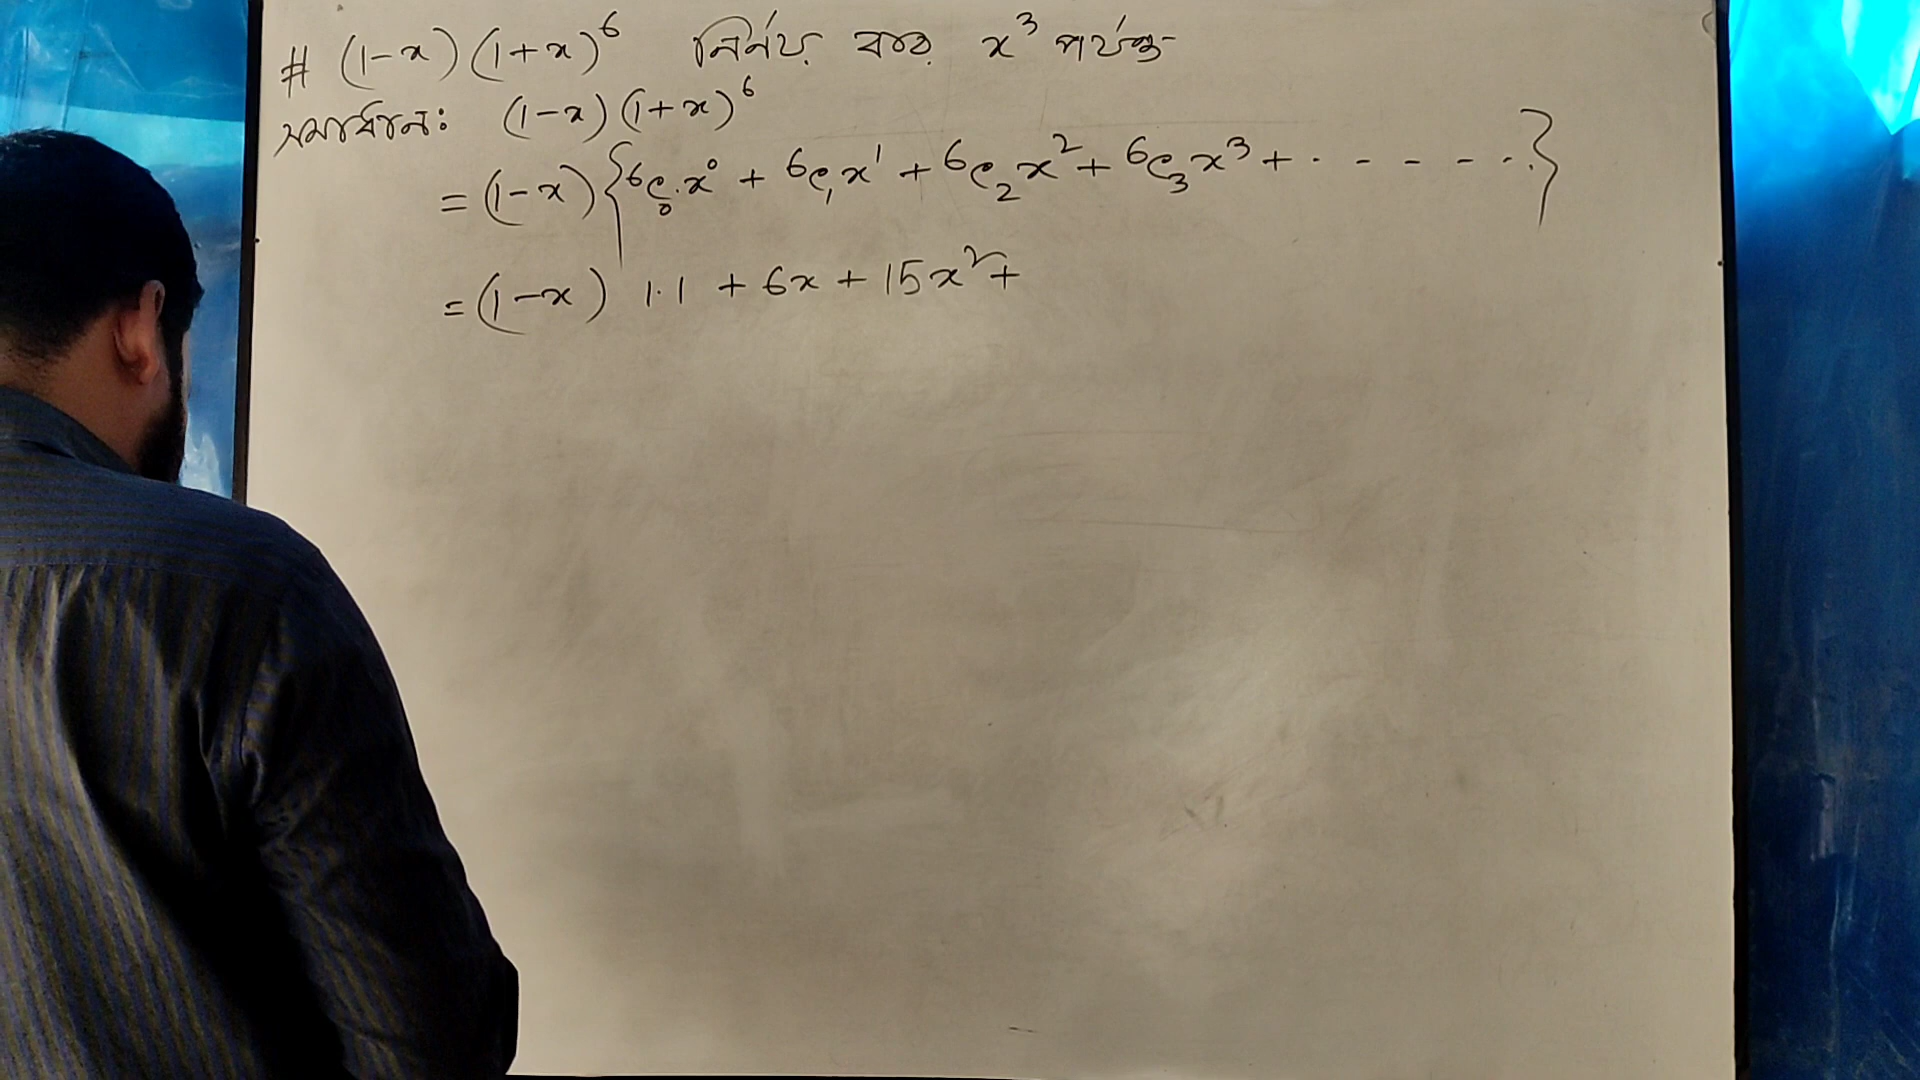 # (1-x)(1+x)^6 নির্ণয় কর x^3 পর্যন্ত
সমাধান: (1-x)(1+x)^6
= (1-x){6C0.x^0 + 6C1x^1 + 6C2x^2 + 6C3x^3 + ......}
= (1-x) 1.1 + 6x + 15x^2 +